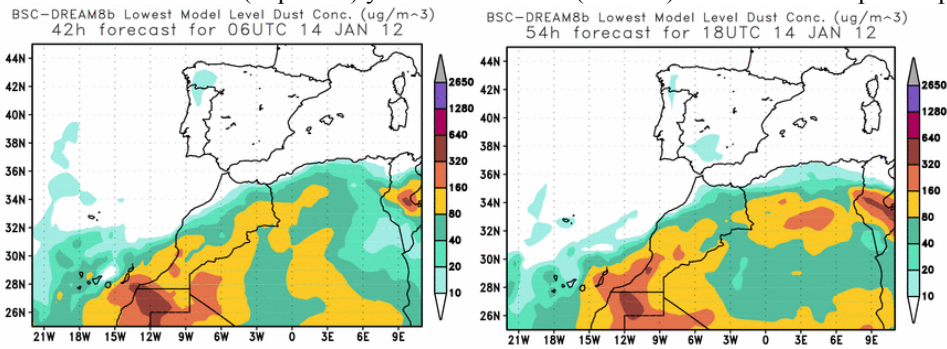 BSC-DREAM8b Lowest Model Level Dust Conc. (ug/m^3)
42h forecast for 06UTC 14 JAN 12
44N
42N
40N
38N
36N
34N
32N
30N
28N
26N
21W 18W 15W 12W 9W 6W 3W 0 3E 6E 9E
2650
1280
640
320
160
80
40
20
10
BSC-DREAM8b Lowest Model Level Dust Conc. (ug/m^3)
54h forecast for 18UTC 14 JAN 12
44N
42N
40N
38N
36N
34N
32N
30N
28N
26N
21W 18W 15W 12W 9W 6W 3W 0 3E 6E 9E
2650
1280
640
320
160
80
40
20
10